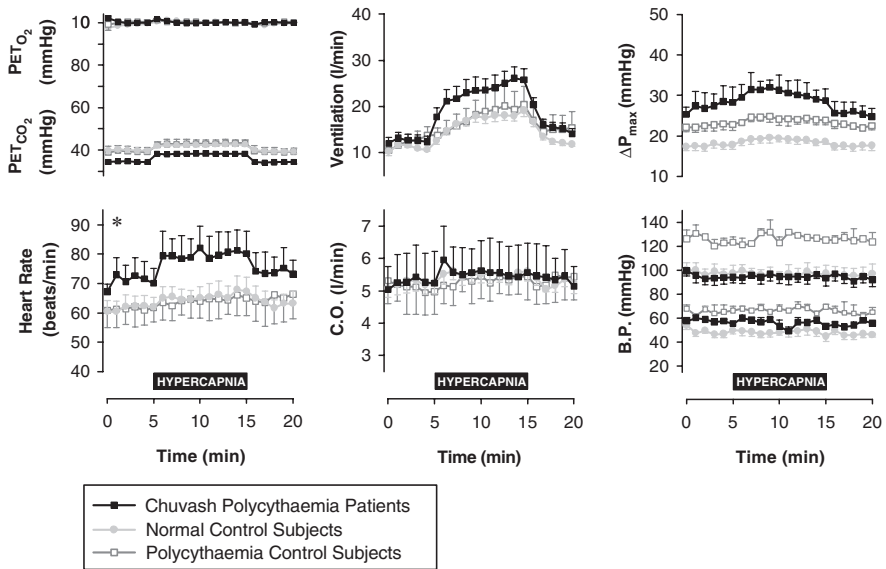 PETO2 (mmHg)
100
80
60
PETCO2 (mmHg)
40
20
Ventilation (l/min)
40
30
20
10
ΔPmax (mmHg)
50
40
30
20
10
*
Heart Rate (beats/min)
90
80
70
60
50
40
HYPERCAPNIA
0 5 10 15 20
Time (min)
C.O. (l/min)
7
6
5
4
3
HYPERCAPNIA
0 5 10 15 20
Time (min)
B.P. (mmHg)
140
120
100
80
60
40
20
HYPERCAPNIA
0 5 10 15 20
Time (min)
Chuvash Polycythaemia Patients
Normal Control Subjects
Polycythaemia Control Subjects